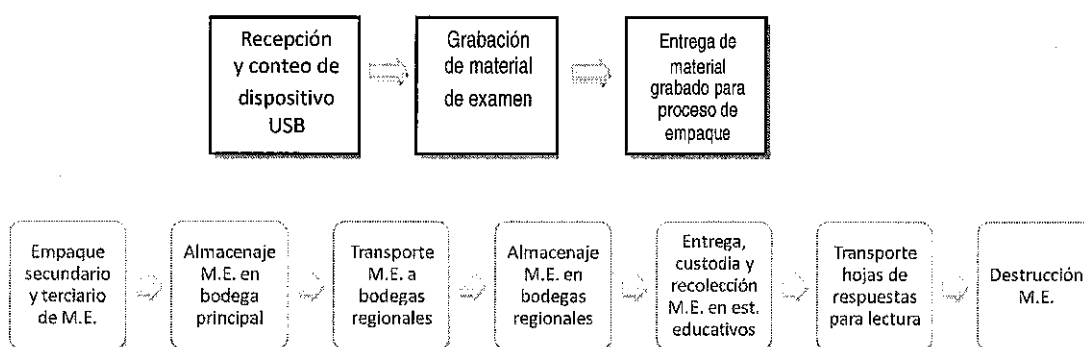 Recepción
y conteo de
dispositivo
USB
Grabación
de material
de examen
Entrega de
material
grabado para
proceso de
empaque
Empaque
secundario
y terciario
de M.E.
Almacenaje
M.E. en
bodega
principal
Transporte
M.E. a
bodegas
regionales
Almacenaje
M.E. en
bodegas
regionales
Entrega,
custodia y
recolección
M.E. en est.
educativos
Transporte
hojas de
respuestas
para lectura
Destrucción
M.E.